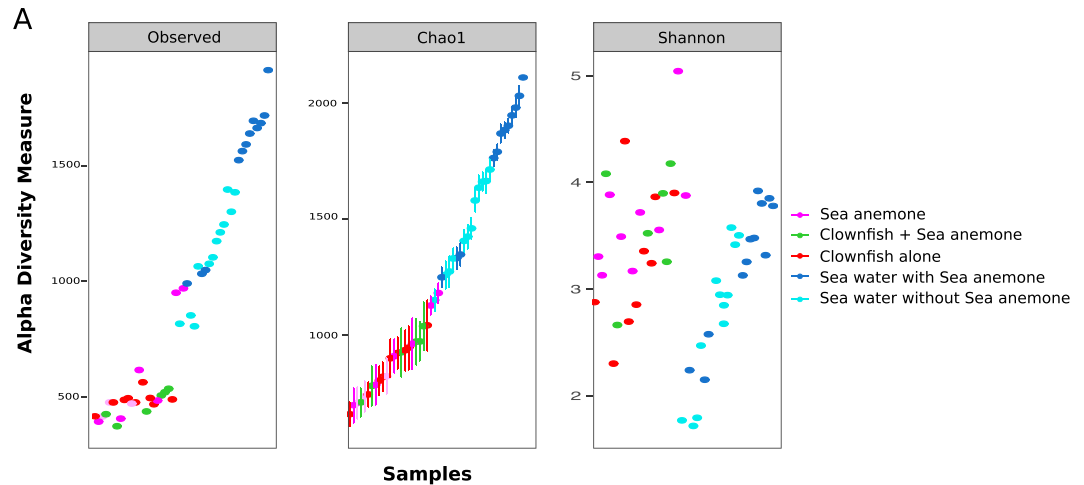 A
Observed
Chao1
Shannon
Alpha Diversity Measure
1500
1000
500
2000
1500
1000
5
4
3
2
Sea anemone
Clownfish + Sea anemone
Clownfish alone
Sea water with Sea anemone
Sea water without Sea anemone
Samples